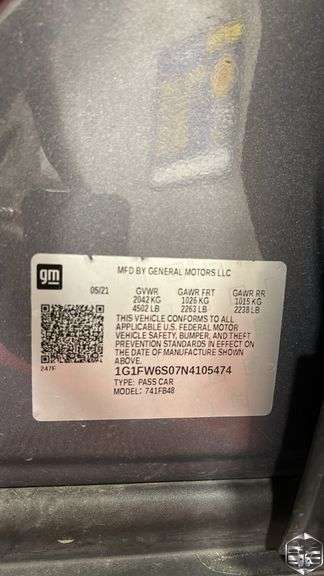 gm
MFD BY GENERAL MOTORS LLC
05/21 GVWR GAWR FRT GAWR RR
2042 KG 1026 KG 1015 KG
4502 LB 2263 LB 2238 LB
THIS VEHICLE CONFORMS TO ALL
APPLICABLE U.S. FEDERAL MOTOR
VEHICLE SAFETY, BUMPER, AND THEFT
PREVENTION STANDARDS IN EFFECT ON
THE DATE OF MANUFACTURE SHOWN
ABOVE.
247F
1G1FW6S07N4105474
TYPE: PASS CAR
MODEL: 741FB48